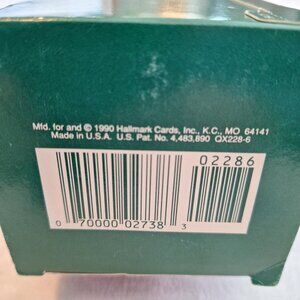 Mfd. for and © 1990 Hallmark Cards, Inc., K.C., MO 64141
Made in U.S.A. U.S. Pat. No. 4,483,890 QX228-6
02286
0 70000 02738 3